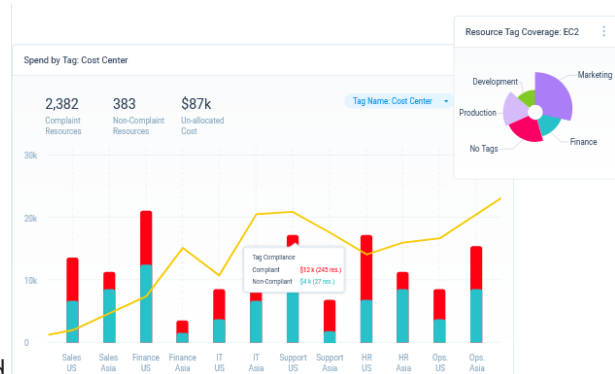 Resource Tag Coverage: EC2
Development
Marketing
Production
No Tags
Finance
Spend by Tag: Cost Center
2,382
Complaint
Resources
383
Non-Complaint
Resources
$87k
Un-allocated
Cost
Tag Name: Cost Center
30k
20k
10k
0
Tag Compliance
Compliant $12 k (245 res.)
Non-Compliant $4 k (27 res.)
Sales
US
Sales
Asia
Finance
US
Finance
Asia
IT
US
IT
Asia
Support
US
Support
Asia
HR
US
HR
Asia
Ops.
US
Ops.
Asia